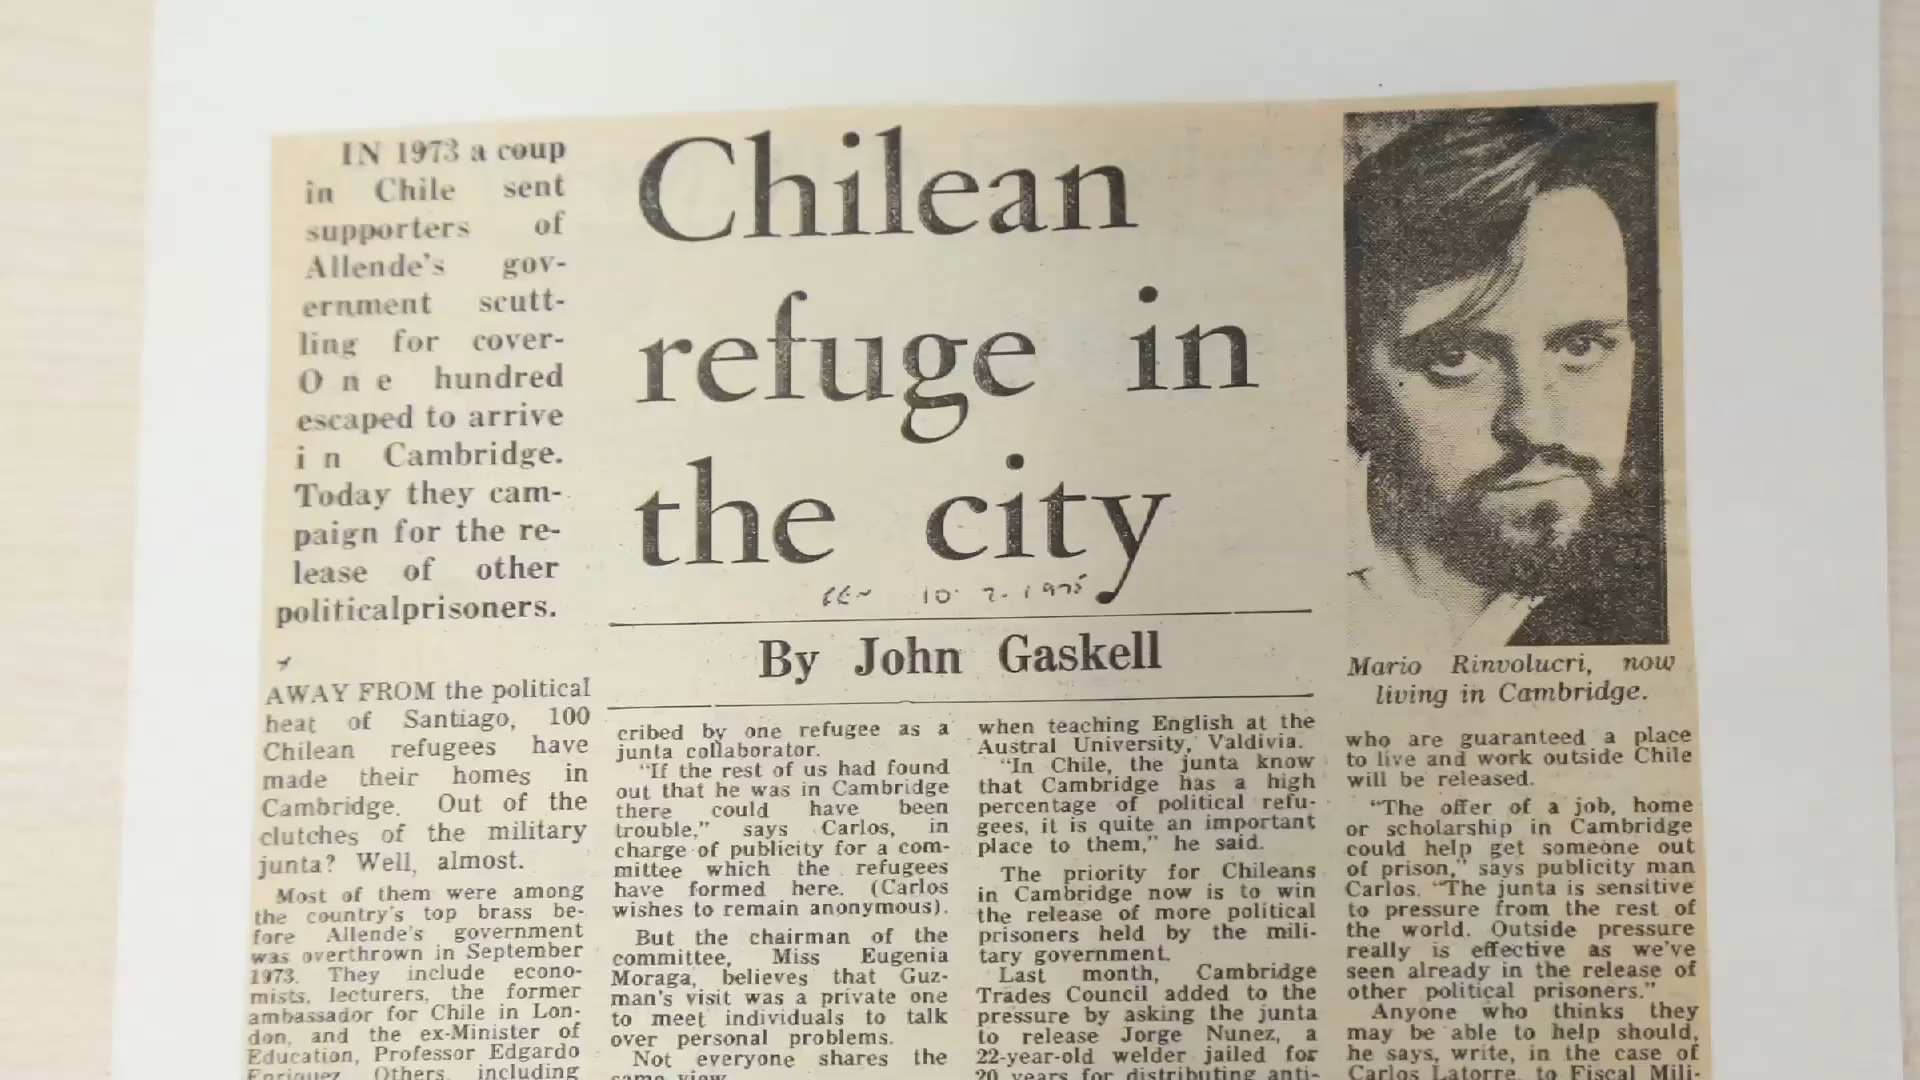 IN 1973 a coup
in Chile sent
supporters of
Allende's gov-
ernment scutt-
ling for cover-
One hundred
escaped to arrive
in Cambridge.
Today they cam-
paign for the re-
lease of other
politicalprisoners.
Chilean
refuge in
the city
10. 2. 1975
By John Gaskell
Mario Rinvolucri, now
living in Cambridge.
AWAY FROM the political
heat of Santiago, 100
Chilean refugees have
made their homes in
Cambridge. Out of the
clutches of the military
junta? Well, almost.
Most of them were among
the country's top brass be-
fore Allende's government
was overthrown in September
1973. They include econo-
mists, lecturers, the former
ambassador for Chile in Lon-
don, and the ex-Minister of
Education, Professor Edgardo
Enriquez. Others, including
cribed by one refugee as a
junta collaborator.
"If the rest of us had found
out that he was in Cambridge
there could have been
trouble," says Carlos, in
charge of publicity for a com-
mittee which the refugees
have formed here. (Carlos
wishes to remain anonymous).
But the chairman of the
committee, Miss Eugenia
Moraga, believes that Guz-
man's visit was a private one
to meet individuals to talk
over personal problems.
Not everyone shares the
same view.
when teaching English at the
Austral University, Valdivia.
"In Chile, the junta know
that Cambridge has a high
percentage of political refu-
gees, it is quite an important
place to them," he said.
The priority for Chileans
in Cambridge now is to win
the release of more political
prisoners held by the mili-
tary government.
Last month, Cambridge
Trades Council added to the
pressure by asking the junta
to release Jorge Nunez, a
22-year-old welder jailed for
20 years for distributing anti-
who are guaranteed a place
to live and work outside Chile
will be released.
"The offer of a job, home
or scholarship in Cambridge
could help get someone out
of prison," says publicity man
Carlos. "The junta is sensitive
to pressure from the rest of
the world. Outside pressure
really is effective as we've
seen already in the release of
other political prisoners."
Anyone who thinks they
may be able to help should,
he says, write, in the case of
Carlos Latorre, to Fiscal Mili-